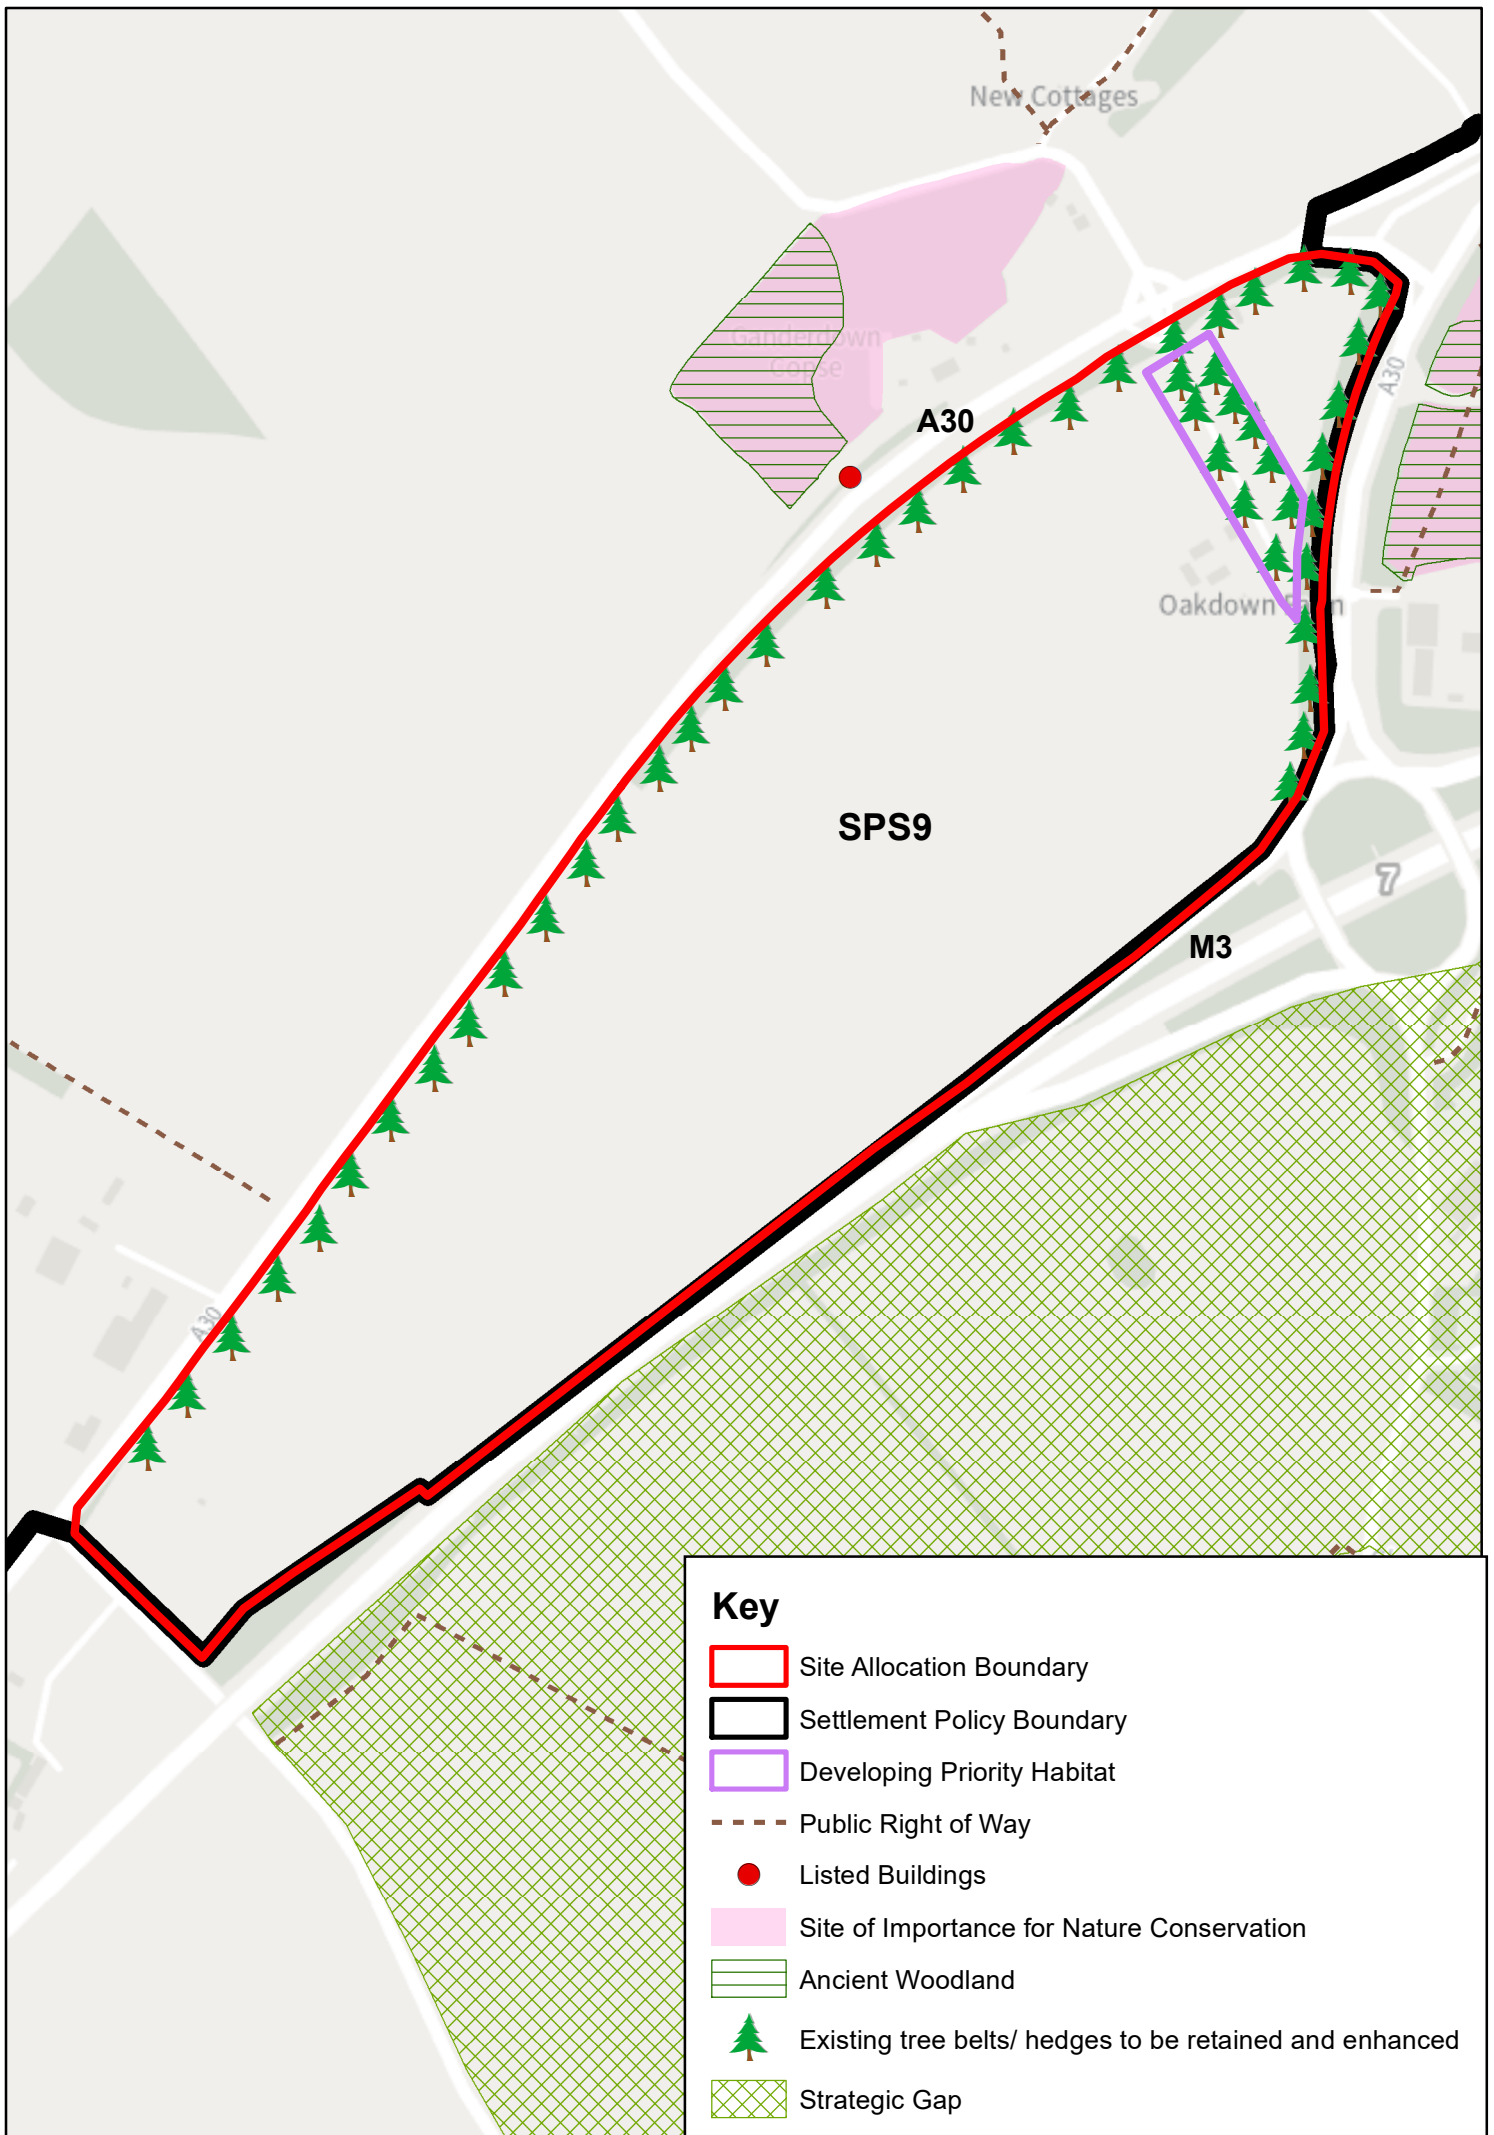 New Cottages
Ganderdown
Copse
A30
A30
Oakdown Farm
SPS9
7
M3
A30
Key
Site Allocation Boundary
Settlement Policy Boundary
Developing Priority Habitat
Public Right of Way
Listed Buildings
Site of Importance for Nature Conservation
Ancient Woodland
Existing tree belts/ hedges to be retained and enhanced
Strategic Gap